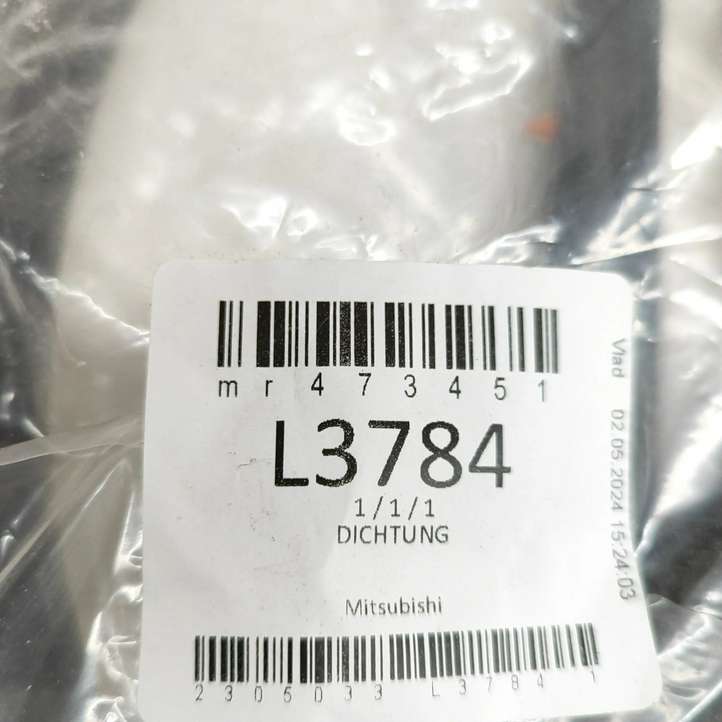 mr473451
L3784
1/1/1
DICHTUNG
Mitsubishi
2305033 L3784 1
Vlad 02.05.2024 15:24:03